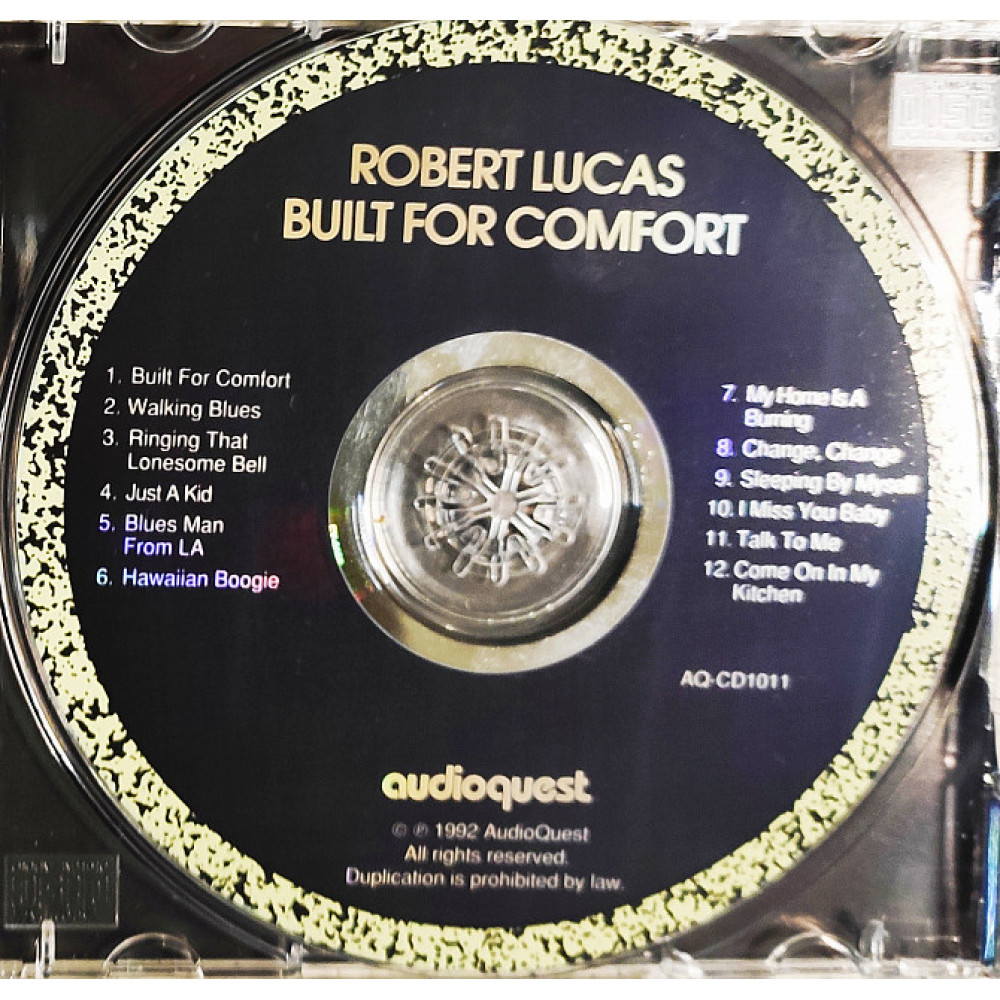 ROBERT LUCAS
BUILT FOR COMFORT
1. Built For Comfort
2. Walking Blues
3. Ringing That
Lonesome Bell
4. Just A Kid
5. Blues Man
From LA
6. Hawaiian Boogie
7. My Home Is A
Burning
8. Change, Change
9. Sleeping By Myself
10. I Miss You Baby
11. Talk To Me
12. Come On In My
Kitchen
AQ-CD1011
audioquest
© ℗ 1992 AudioQuest
All rights reserved.
Duplication is prohibited by law.
DISC